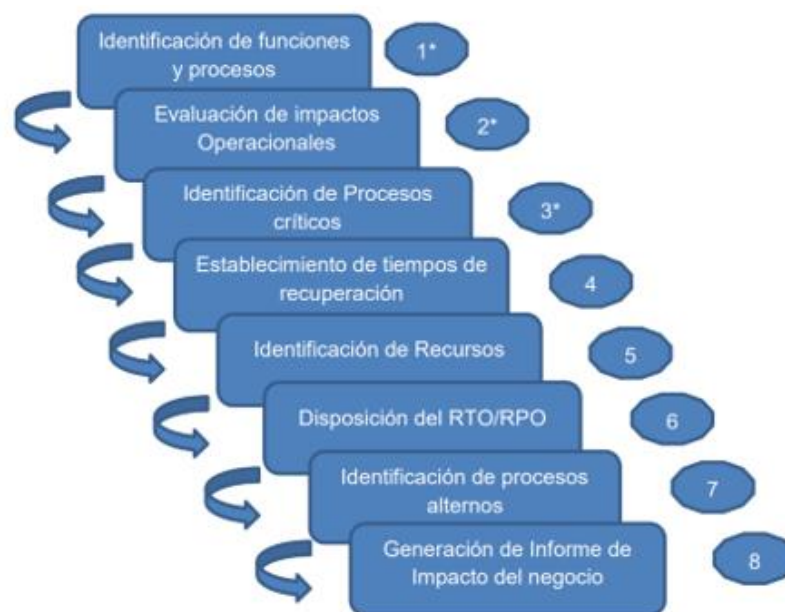 Identificación de funciones
y procesos
1*
Evaluación de impactos
Operacionales
2*
Identificación de Procesos
críticos
3*
Establecimiento de tiempos de
recuperación
4
Identificación de Recursos
5
Disposición del RTO/RPO
6
Identificación de procesos
alternos
7
Generación de Informe de
Impacto del negocio
8